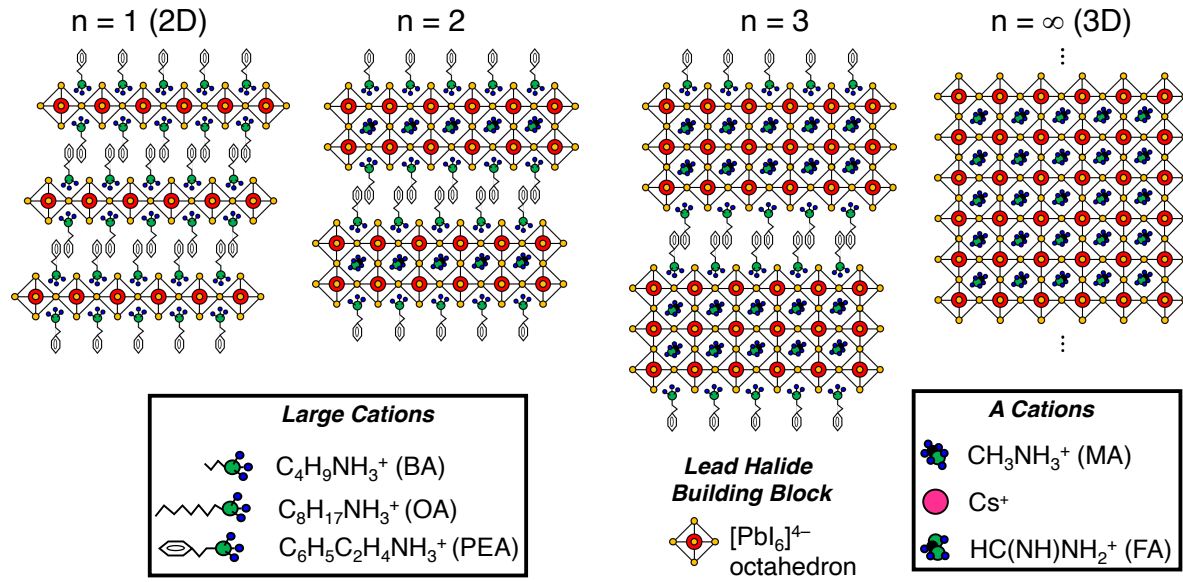 n = 1 (2D)
n = 2
n = 3
n = ∞ (3D)
Large Cations
C₄H₉NH₃⁺ (BA)
C₈H₁₇NH₃⁺ (OA)
C₆H₅C₂H₄NH₃⁺ (PEA)
Lead Halide
Building Block
[PbI₆]⁴⁻
octahedron
A Cations
CH₃NH₃⁺ (MA)
Cs⁺
HC(NH)NH₂⁺ (FA)